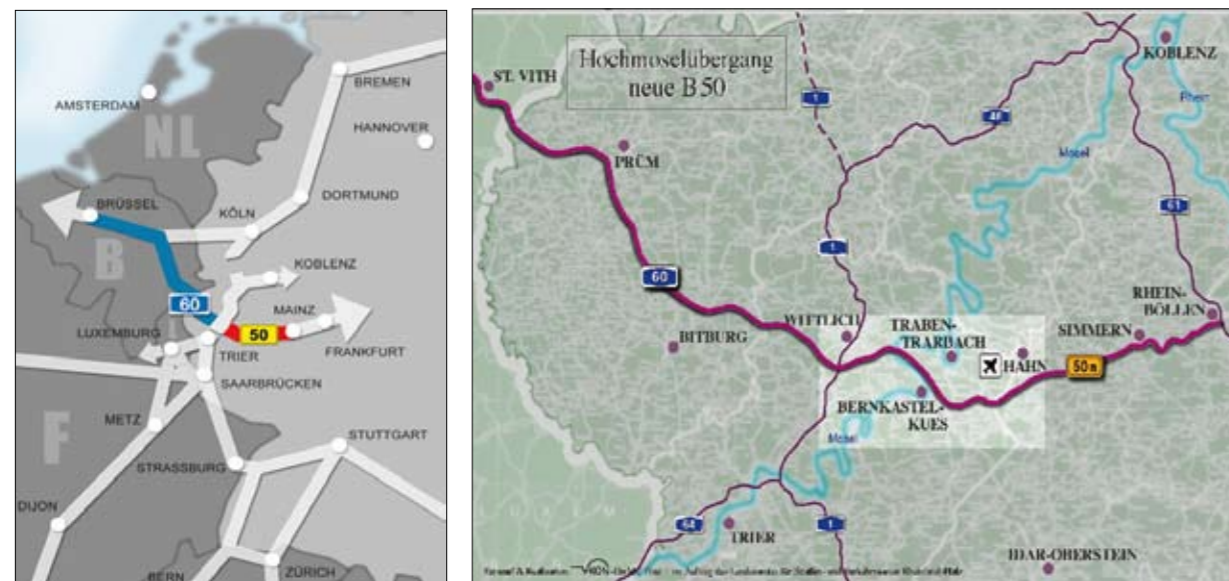 AMSTERDAM
NL
BREMEN
HANNOVER
DORTMUND
BRÜSSEL
KÖLN
B
KOBLENZ
60
MAINZ
LUXEMBURG
L
50
TRIER
FRANKFURT
SAARBRÜCKEN
METZ
F
STUTTGART
STRASSBURG
DIJON
BERN
ZÜRICH
Hochmoselübergang
neue B 50
KOBLENZ
ST. VITH
1
48
Rhein
Mosel
PRÜM
61
1
60
RHEIN-
BÖLLEN
WITTLICH
TRABEN-
TRARBACH
SIMMERN
BITBURG
HAHN
50n
BERNKASTEL-
KUES
Mosel
64
TRIER
1
IDAR-OBERSTEIN